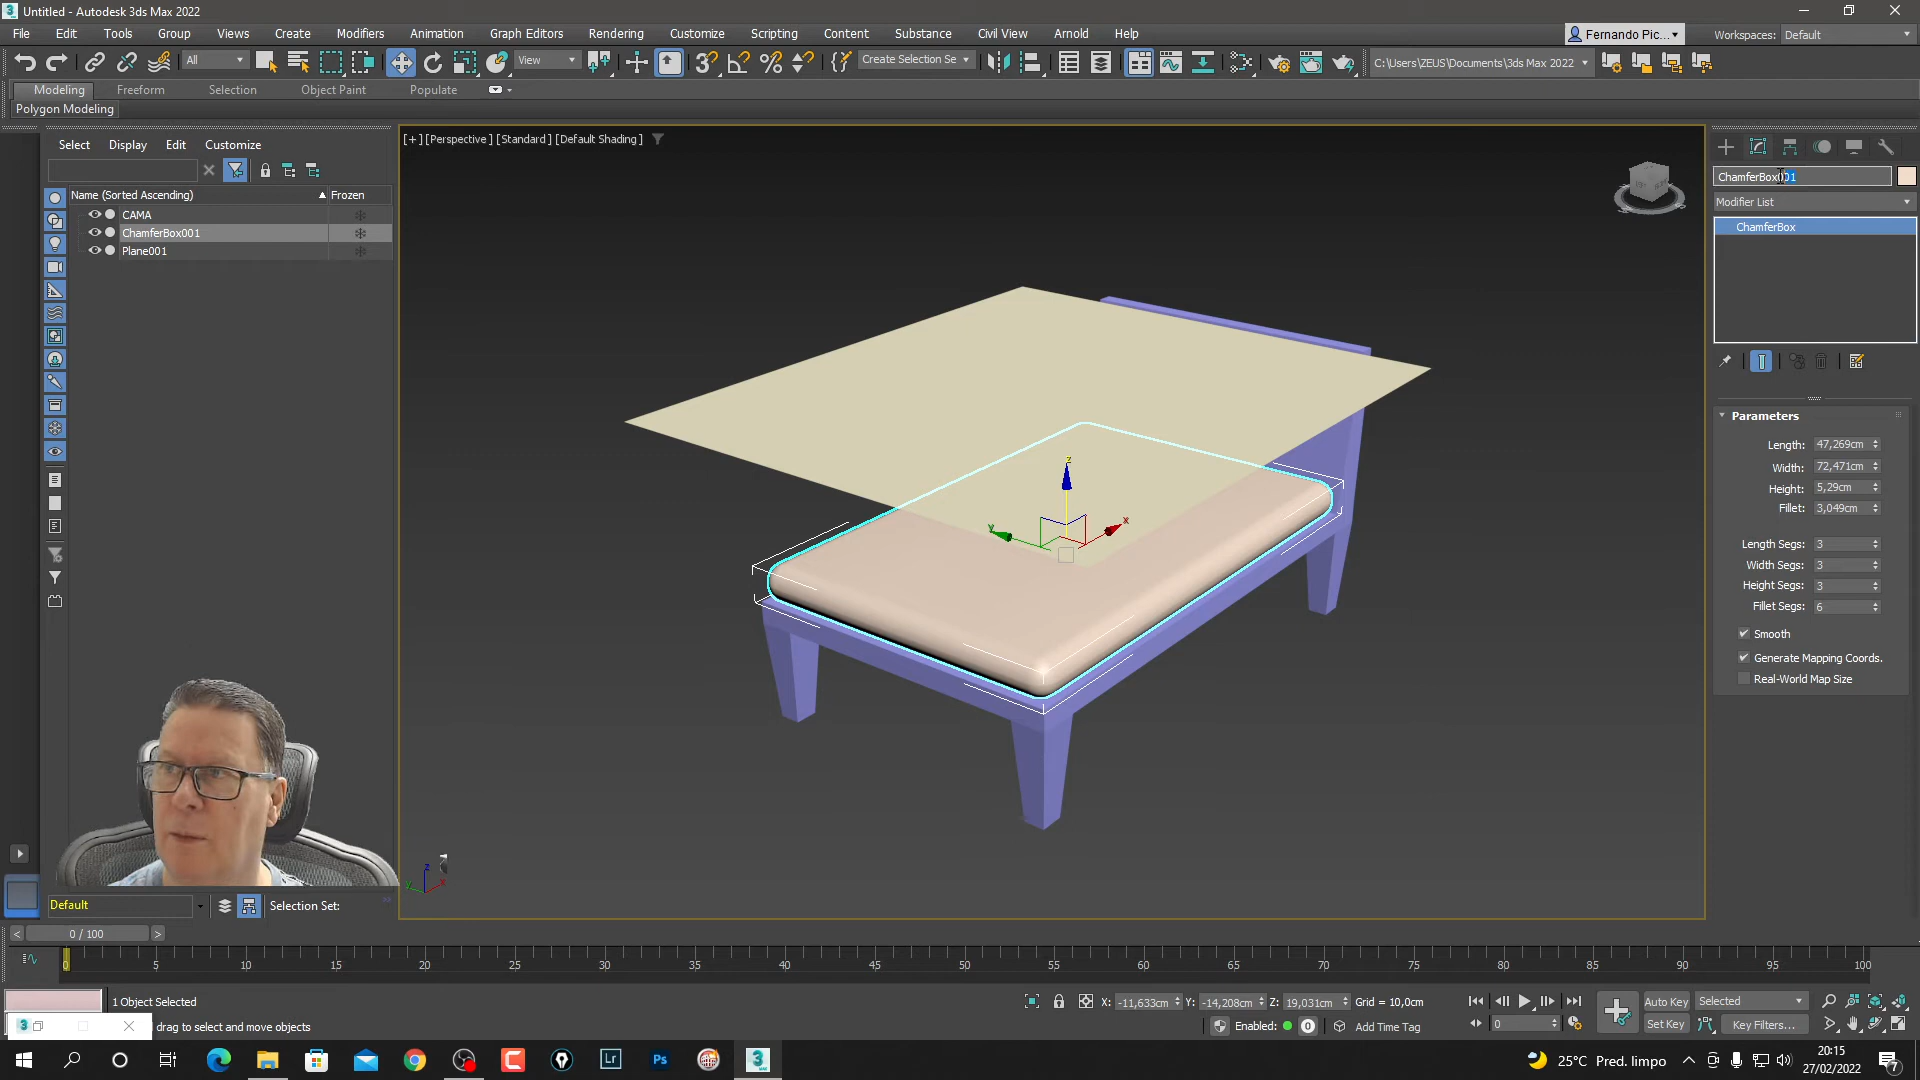 Untitled - Autodesk 3ds Max 2022
File Edit Tools Group Views Create Modifiers Animation Graph Editors Rendering Customize Scripting Content Substance Civil View Arnold Help
Fernando Pic... Workspaces: Default
All View Create Selection Se C:\Users\ZEUS\Documents\3ds Max 2022
Modeling Freeform Selection Object Paint Populate
Polygon Modeling
Select Display Edit Customize
[+] [Perspective] [Standard] [Default Shading]
Name (Sorted Ascending) Frozen
CAMA
ChamferBox001
Plane001
ChamferBox001
Modifier List
ChamferBox
Parameters
Length: 47,269cm
Width: 72,471cm
Height: 5,29cm
Fillet: 3,049cm
Length Segs: 3
Width Segs: 3
Height Segs: 3
Fillet Segs: 6
Smooth
Generate Mapping Coords.
Real-World Map Size
z
y
x
z
y
x
Default Selection Set:
< 0 / 100 >
0 5 10 15 20 25 30 35 40 45 50 55 60 65 70 75 80 85 90 95 100
1 Object Selected
X: -11,633cm Y: -14,208cm Z: 19,031cm Grid = 10,0cm
Auto Key Selected
drag to select and move objects
Enabled: 0 Add Time Tag
0
Set Key Key Filters...
25°C Pred. limpo
20:15
27/02/2022
7
Lr
Ps
3